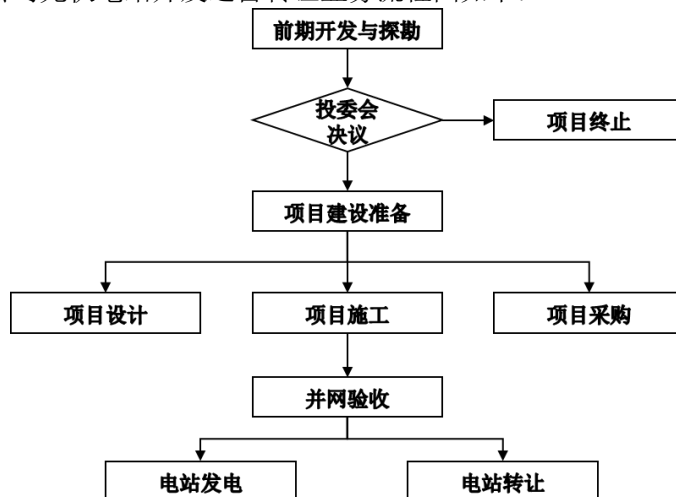 前期开发与探勘
投委会
决议
项目终止
项目建设准备
项目设计
项目施工
项目采购
并网验收
电站发电
电站转让